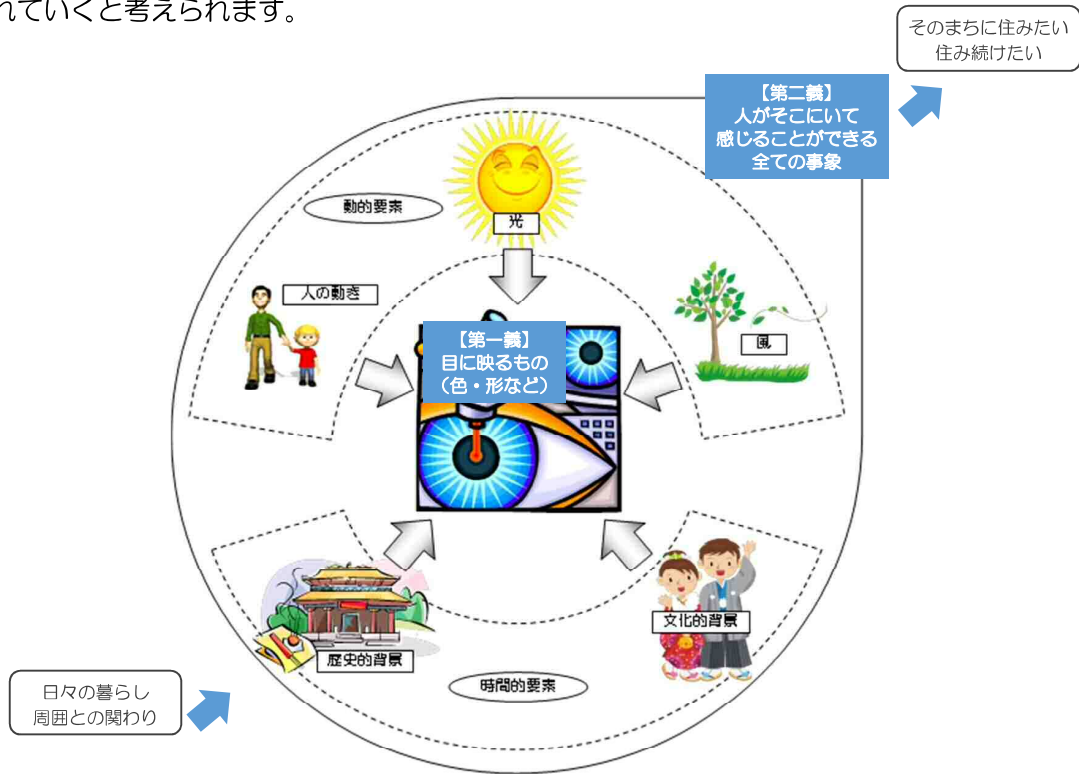 れていくと考えられます。
そのまちに住みたい
住み続けたい
【第二義】
人がそこにいて
感じることができる
全ての事象
動的要素
光
人の動き
風
【第一義】
目に映るもの
（色・形など）
歴史的背景
文化的背景
時間的要素
日々の暮らし
周囲との関わり